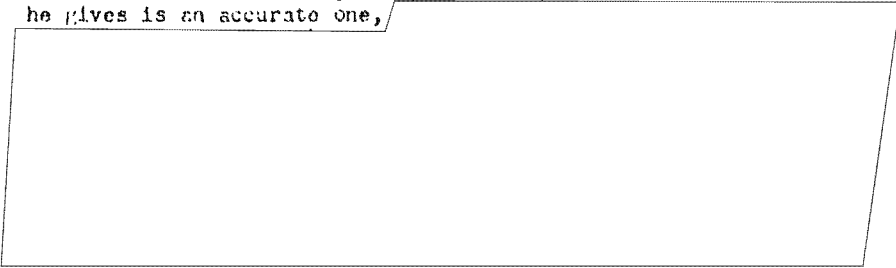 he gives is an accurate one,